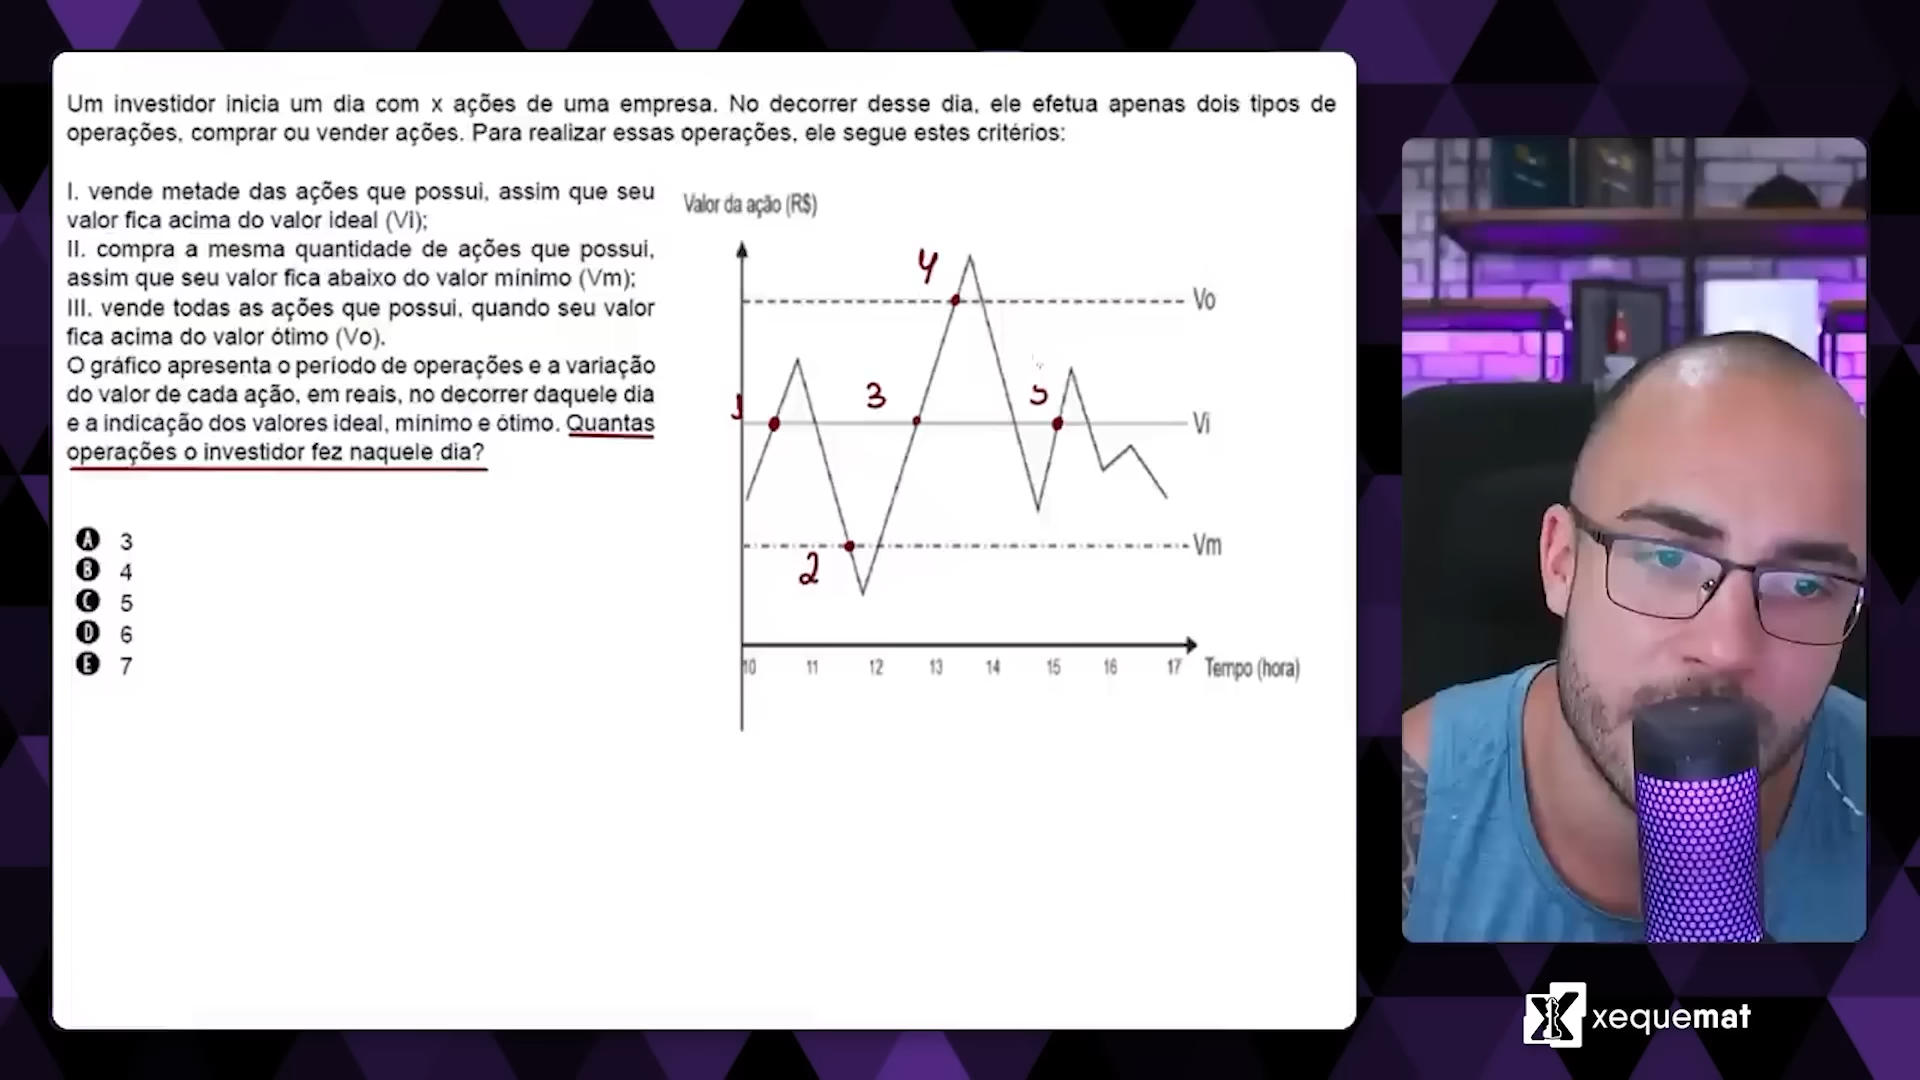 Um investidor inicia um dia com x ações de uma empresa. No decorrer desse dia, ele efetua apenas dois tipos de
operações, comprar ou vender ações. Para realizar essas operações, ele segue estes critérios:
I. vende metade das ações que possui, assim que seu
valor fica acima do valor ideal (Vi);
II. compra a mesma quantidade de ações que possui,
assim que seu valor fica abaixo do valor mínimo (Vm);
III. vende todas as ações que possui, quando seu valor
fica acima do valor ótimo (Vo).
O gráfico apresenta o período de operações e a variação
do valor de cada ação, em reais, no decorrer daquele dia
e a indicação dos valores ideal, mínimo e ótimo. Quantas
operações o investidor fez naquele dia?
A 3
B 4
C 5
D 6
E 7
Valor da ação (R$)
4
Vo
1
3
5
Vi
2
Vm
10 11 12 13 14 15 16 17 Tempo (hora)
xequemat